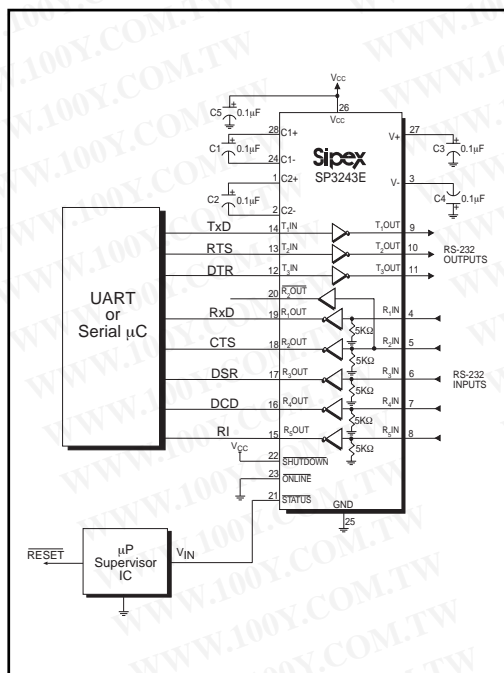 WWW.100Y.COM.TW
VCC
C5 + 0.1µF
26
VCC
28 C1+
C1 + 0.1µF
24 C1-
1 C2+
C2 + 0.1µF
2 C2-
Sipex
SP3243E
V+ 27
C3 + 0.1µF
V- 3
C4 0.1µF +
UART
or
Serial µC
TxD 14 T1IN T1OUT 9
RTS 13 T2IN T2OUT 10
DTR 12 T3IN T3OUT 11
RS-232
OUTPUTS
20 R2OUT
RxD 19 R1OUT R1IN 4
5KΩ
CTS 18 R2OUT R2IN 5
5KΩ
DSR 17 R3OUT R3IN 6
5KΩ
DCD 16 R4OUT R4IN 7
5KΩ
RI 15 R5OUT R5IN 8
5KΩ
RS-232
INPUTS
VCC
22 SHUTDOWN
23 ONLINE
21 STATUS
GND
25
RESET
µP
Supervisor
IC
VIN